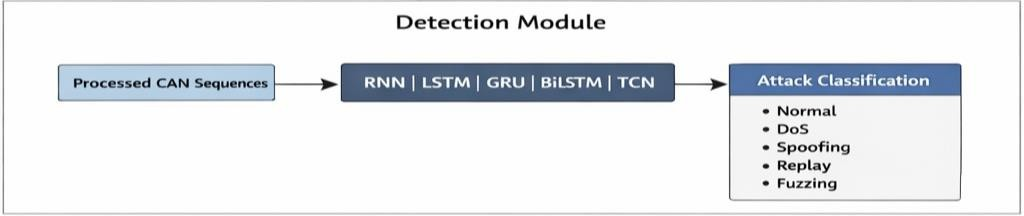 Detection Module
Processed CAN Sequences
RNN | LSTM | GRU | BiLSTM | TCN
Attack Classification
• Normal
• DoS
• Spoofing
• Replay
• Fuzzing